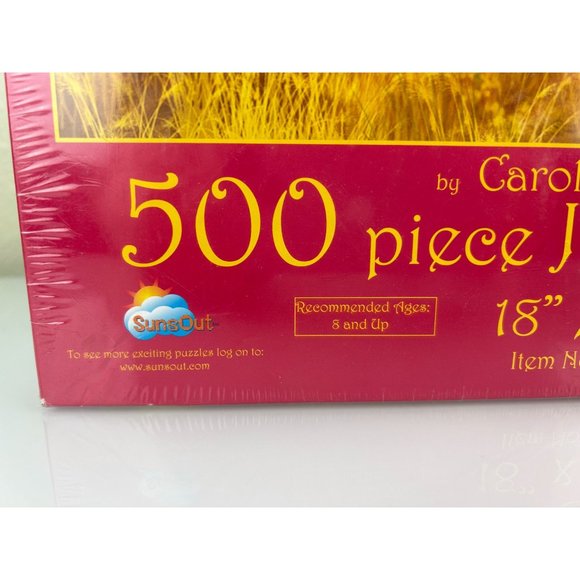 by Carol
500 piece J
SunsOut
Recommended Ages:
8 and Up
18”
To see more exciting puzzles log on to:
www.sunsout.com
Item No